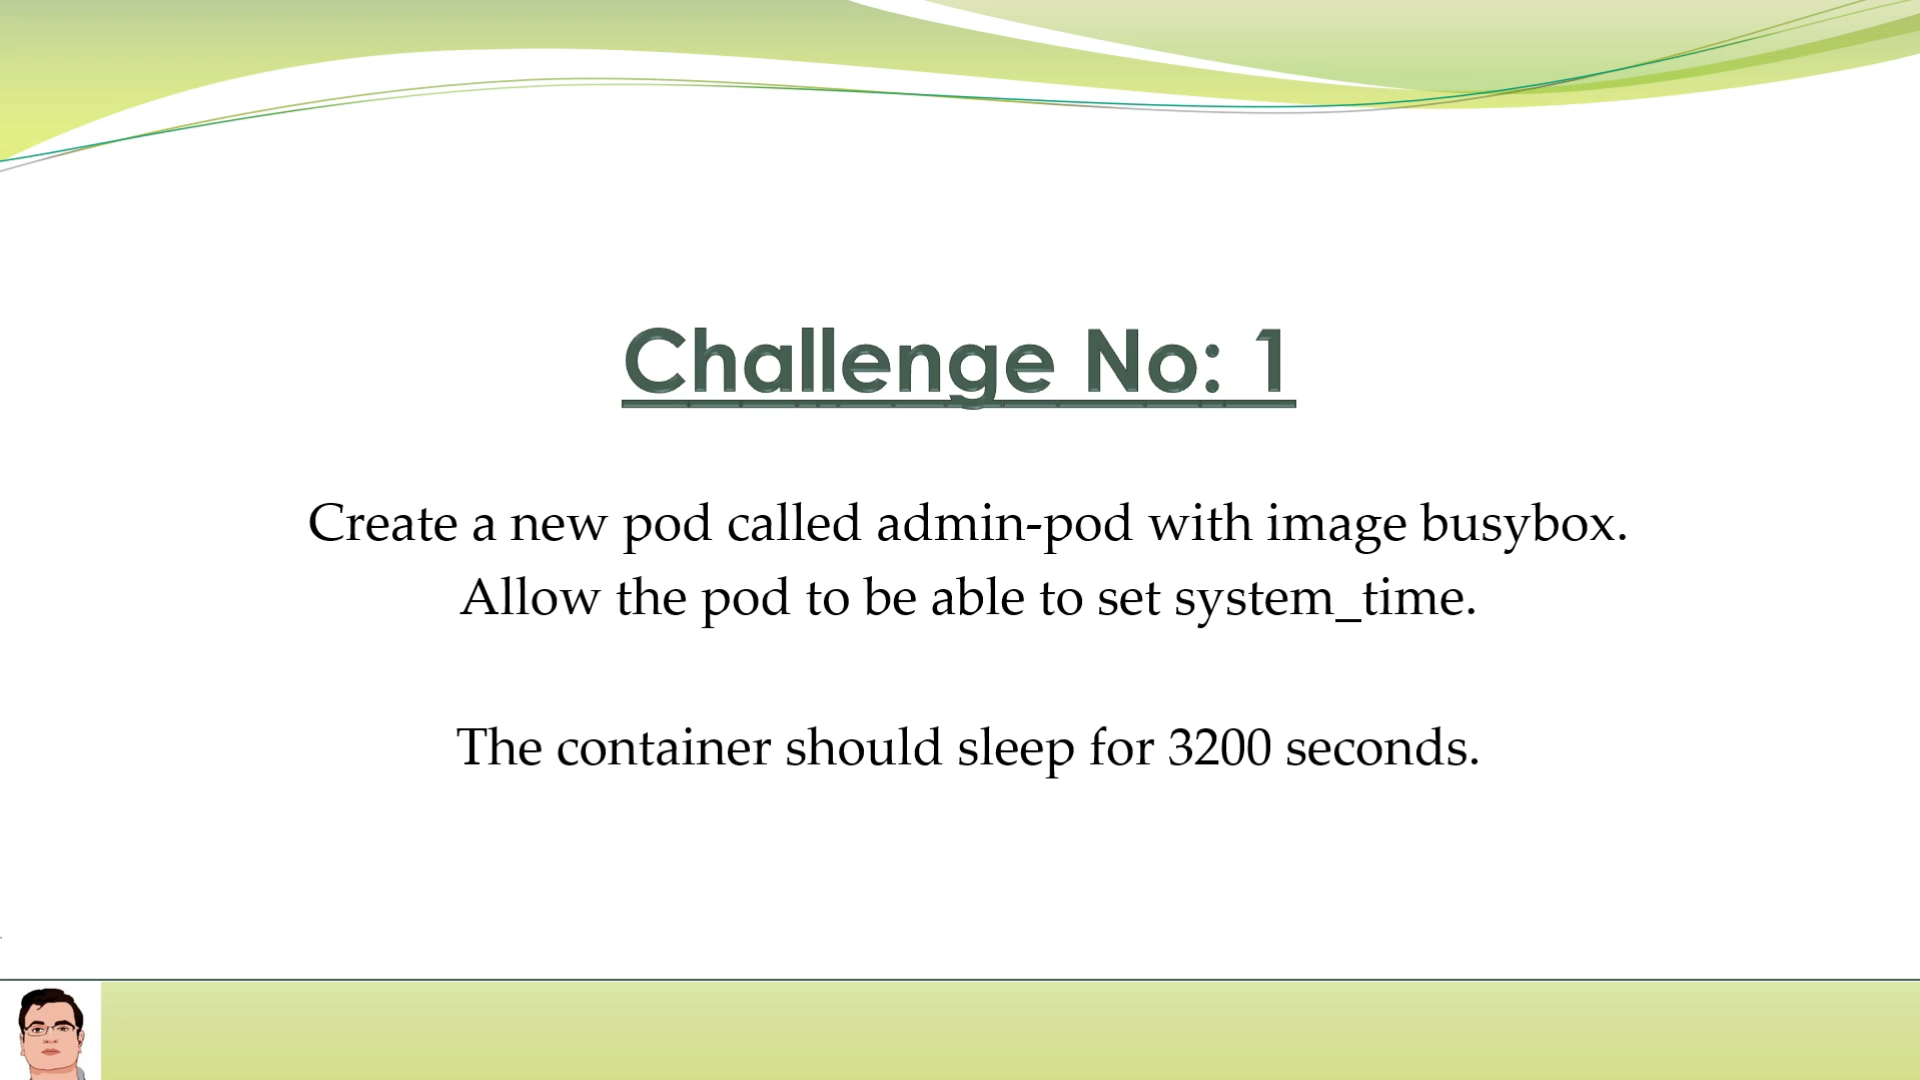 Challenge No: 1
Create a new pod called admin-pod with image busybox.
Allow the pod to be able to set system_time.
The container should sleep for 3200 seconds.